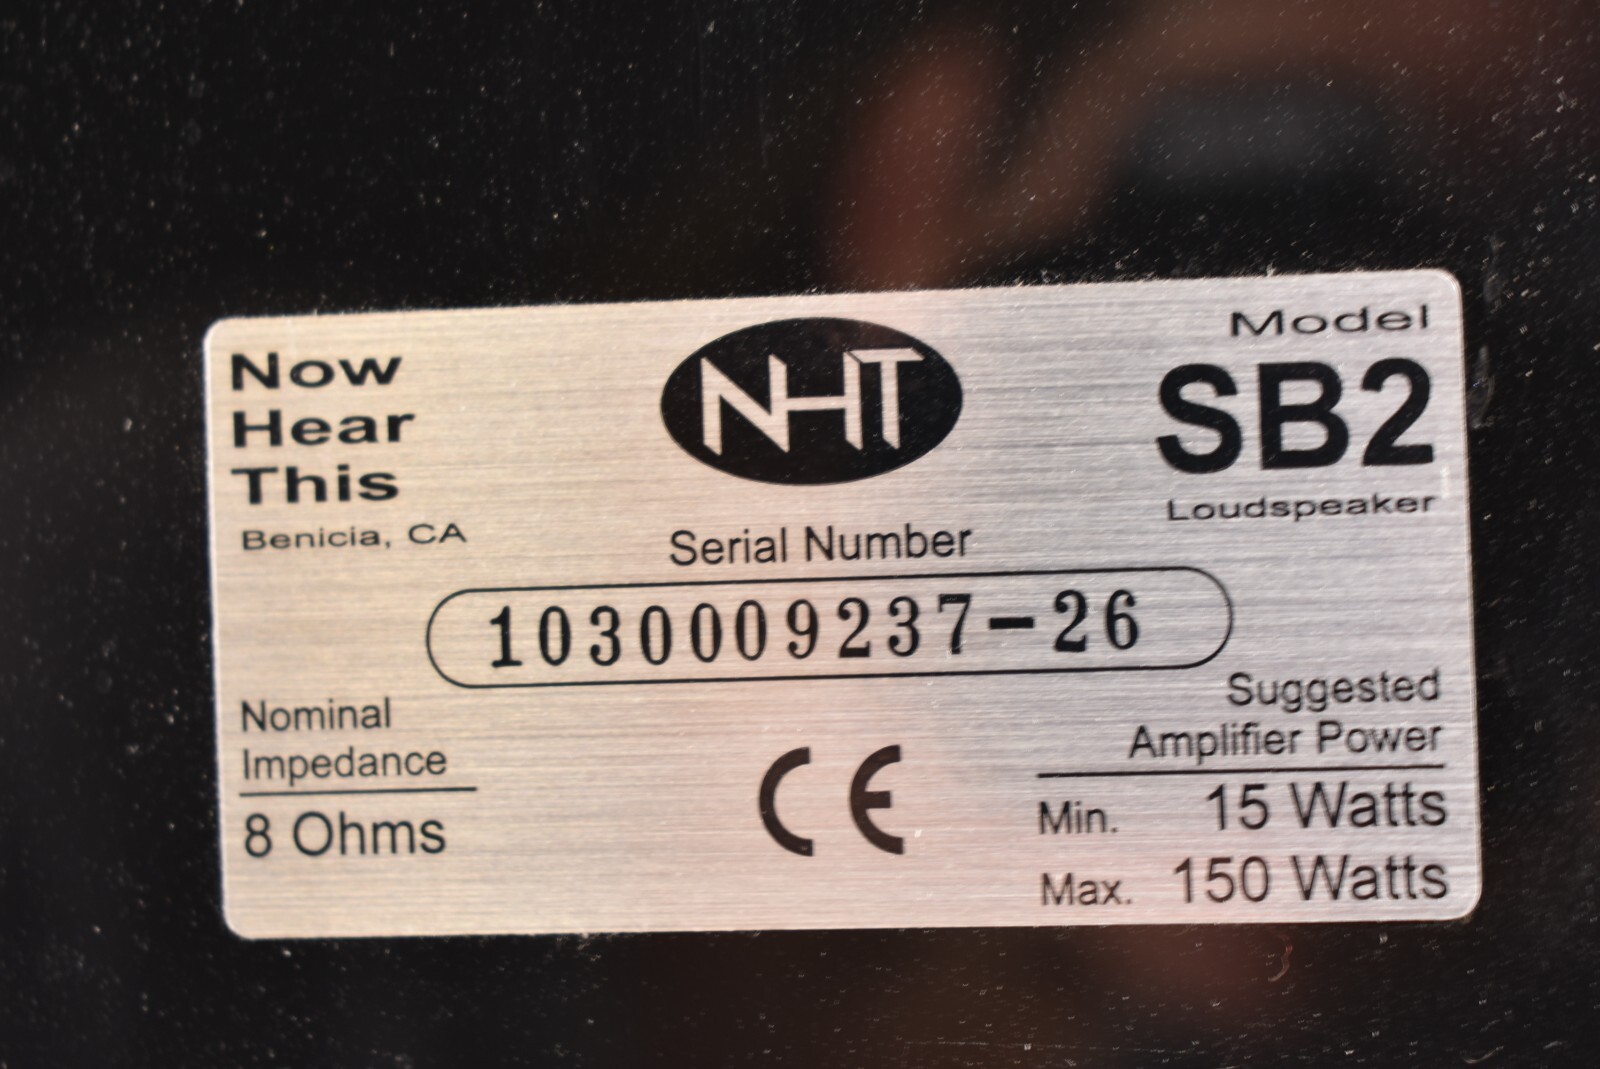 Now
Hear
This
Benicia, CA
NHT
Model
SB2
Loudspeaker
Serial Number
1030009237-26
Nominal
Impedance
8 Ohms
CE
Suggested
Amplifier Power
Min. 15 Watts
Max. 150 Watts